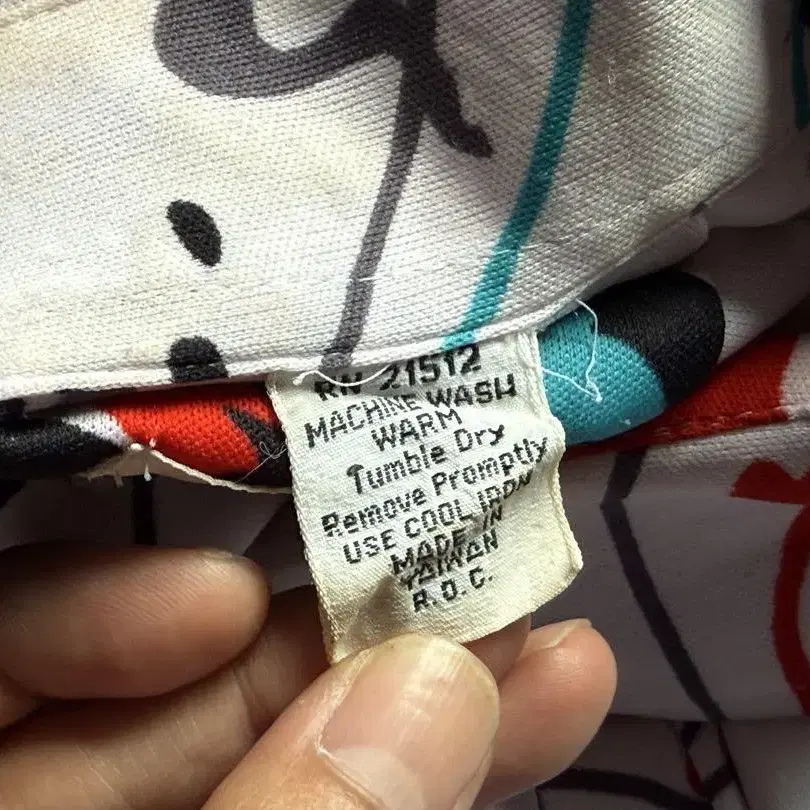 RN 21512
MACHINE WASH
WARM
Tumble Dry
Remove Promptly
USE COOL IRON
MADE IN
TAIWAN
R.O.C.